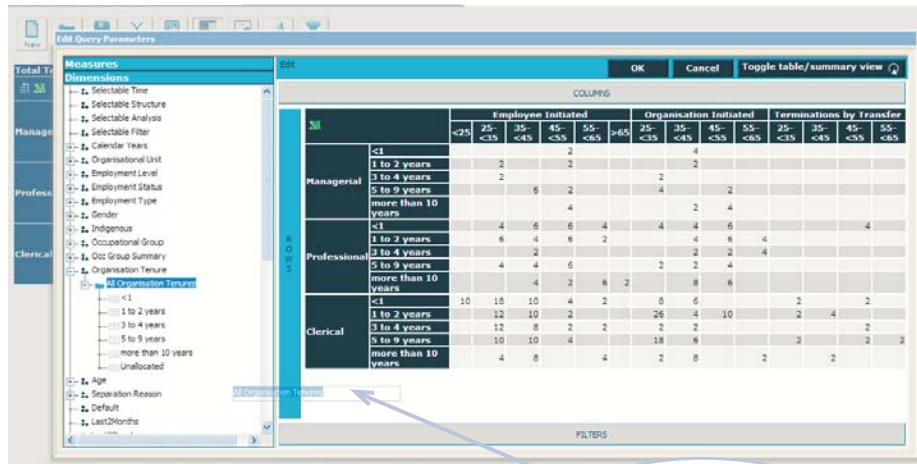 New
Edit Query Parameters
Total Te
Manage
Profess
Clerical
Measures
Dimensions
Selectable Time
Selectable Structure
Selectable Analysis
Selectable Filter
Calendar Years
Organisational Unit
Employment Level
Employment Status
Employment Type
Gender
Indigenous
Occupational Group
Occ Group Summary
Organisation Tenure
All Organisation Tenures
<1
1 to 2 years
3 to 4 years
5 to 9 years
more than 10 years
Unallocated
Age
Separation Reason
Default
Last2Months
All Organisation Tenures
Edit OK Cancel Toggle table/summary view
COLUMNS
ROWS
Employee Initiated Organisation Initiated Terminations by Transfer
<25 25-<35 35-<45 45-<55 55-<65 >65 25-<35 35-<45 45-<55 55-<65 25-<35 35-<45 45-<55 55-<65
Managerial
<1 2 4
1 to 2 years 2 2 2
3 to 4 years 2 2
5 to 9 years 6 2 4 2
more than 10 years 4 2 4
Professional
<1 4 6 6 4 4 4 6 4
1 to 2 years 6 4 6 2 4 6 4
3 to 4 years 2 2 2 4
5 to 9 years 4 4 6 2 2 4
more than 10 years 4 2 6 2 8 6
Clerical
<1 10 18 10 4 2 8 6 2 2
1 to 2 years 12 10 2 26 4 10 2 4
3 to 4 years 12 8 2 2 2 2 2
5 to 9 years 10 10 4 18 6 2 2 2
more than 10 years 4 8 4 2 8 2 2
FILTERS